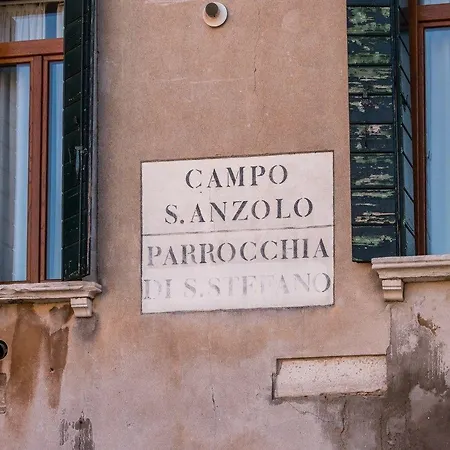 CAMPO
S. ANZOLO
PARROCCHIA
DI S. STEFANO